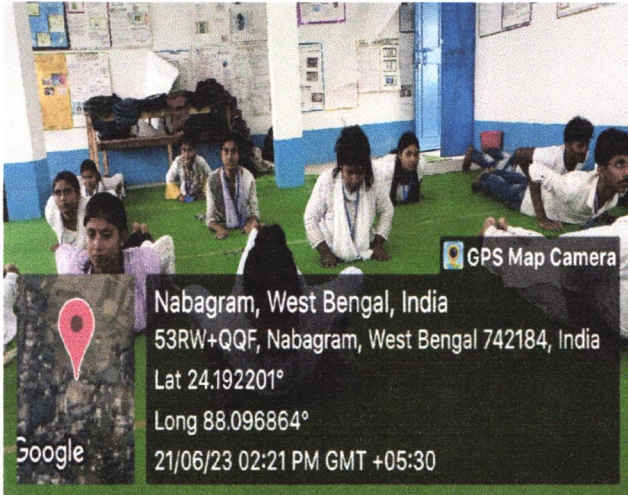 GPS Map Camera
Nabagram, West Bengal, India
53RW+QQF, Nabagram, West Bengal 742184, India
Lat 24.192201°
Long 88.096864°
21/06/23 02:21 PM GMT +05:30
Google